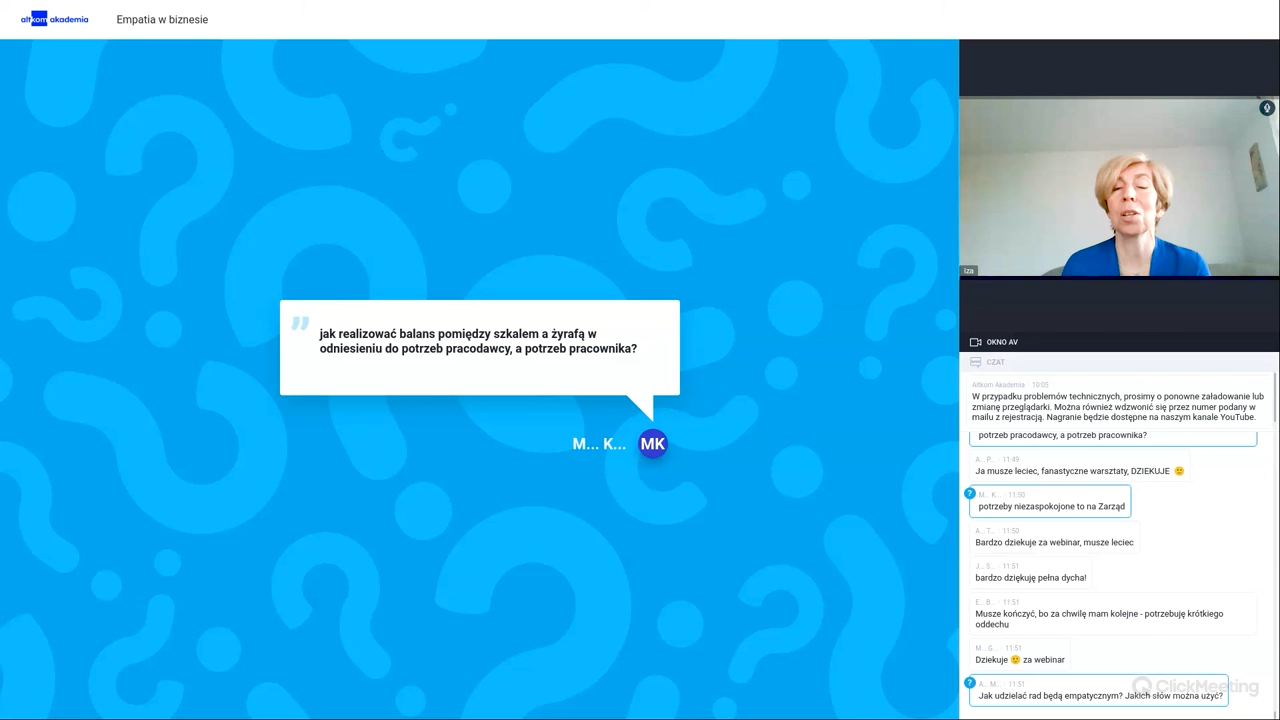 altkom akademia
Empatia w biznesie
jak realizować balans pomiędzy szkalem a żyrafą w
odniesieniu do potrzeb pracodawcy, a potrzeb pracownika?
M... K...
MK
Iza
OKNO AV
CZAT
Altkom Akademia · 10:05
W przypadku problemów technicznych, prosimy o ponowne załadowanie lub
zmianę przeglądarki. Można również wdzwonić się przez numer podany w
mailu z rejestracją. Nagranie będzie dostępne na naszym kanale YouTube.
potrzeb pracodawcy, a potrzeb pracownika?
A... P... · 11:49
Ja musze leciec, fanastyczne warsztaty, DZIEKUJE 🙂
?
M... K... · 11:50
potrzeby niezaspokojone to na Zarząd
A... T... · 11:50
Bardzo dziekuje za webinar, musze leciec
J... S... · 11:51
bardzo dziękuję pełna dycha!
E... B... · 11:51
Musze kończyć, bo za chwilę mam kolejne - potrzebuję krótkiego
oddechu
M... G... · 11:51
Dziekuje 🙂 za webinar
?
A... M... · 11:51
Jak udzielać rad będą empatycznym? Jakich słów można użyć?
ClickMeeting